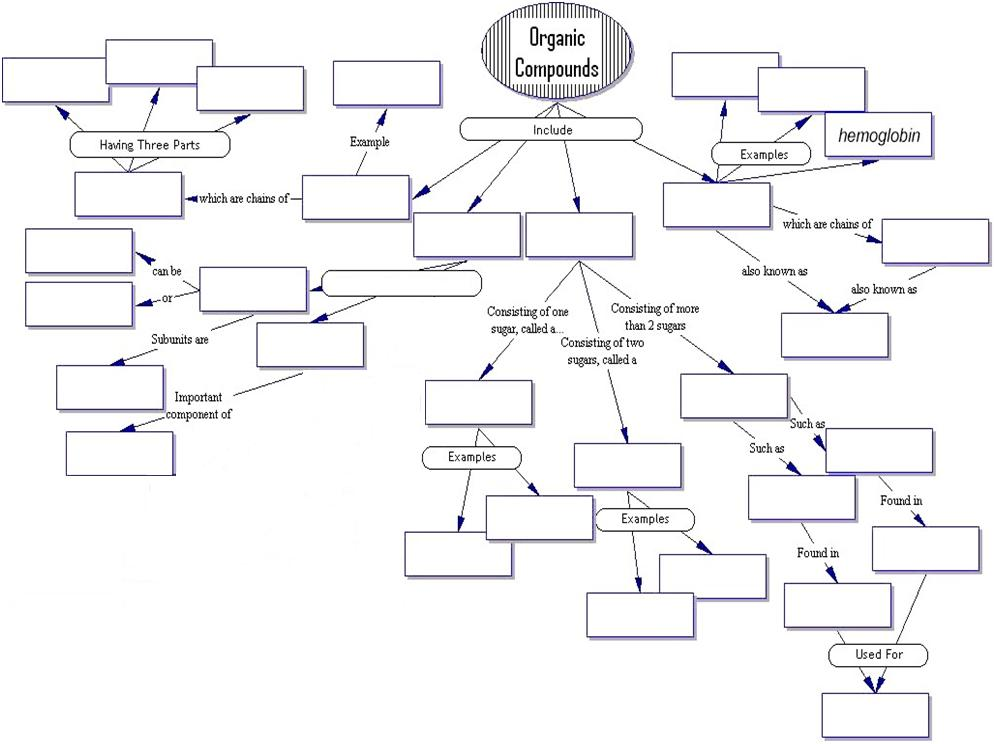 Organic
Compounds
Include
Having Three Parts
Example
which are chains of
Examples
hemoglobin
which are chains of
also known as
also known as
can be
or
Subunits are
Important
component of
Consisting of one
sugar, called a...
Consisting of two
sugars, called a
Consisting of more
than 2 sugars
Examples
Examples
Such as
Such as
Found in
Found in
Used For